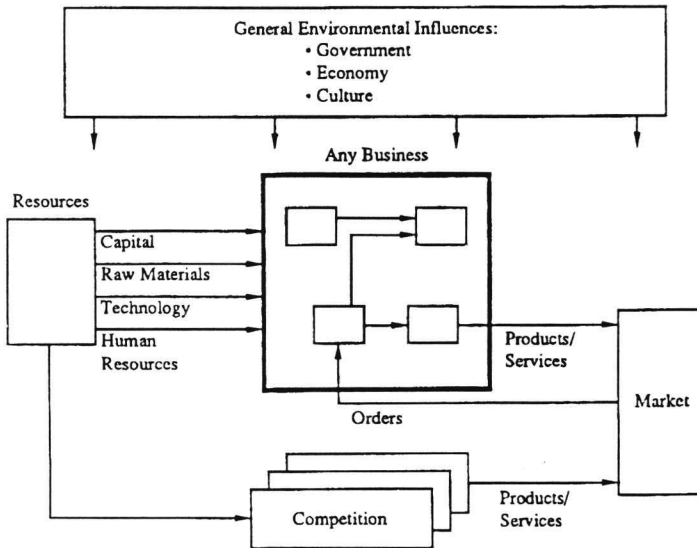 General Environmental Influences:
• Government
• Economy
• Culture
Any Business
Resources
Capital
Raw Materials
Technology
Human
Resources
Products/
Services
Orders
Market
Competition
Products/
Services